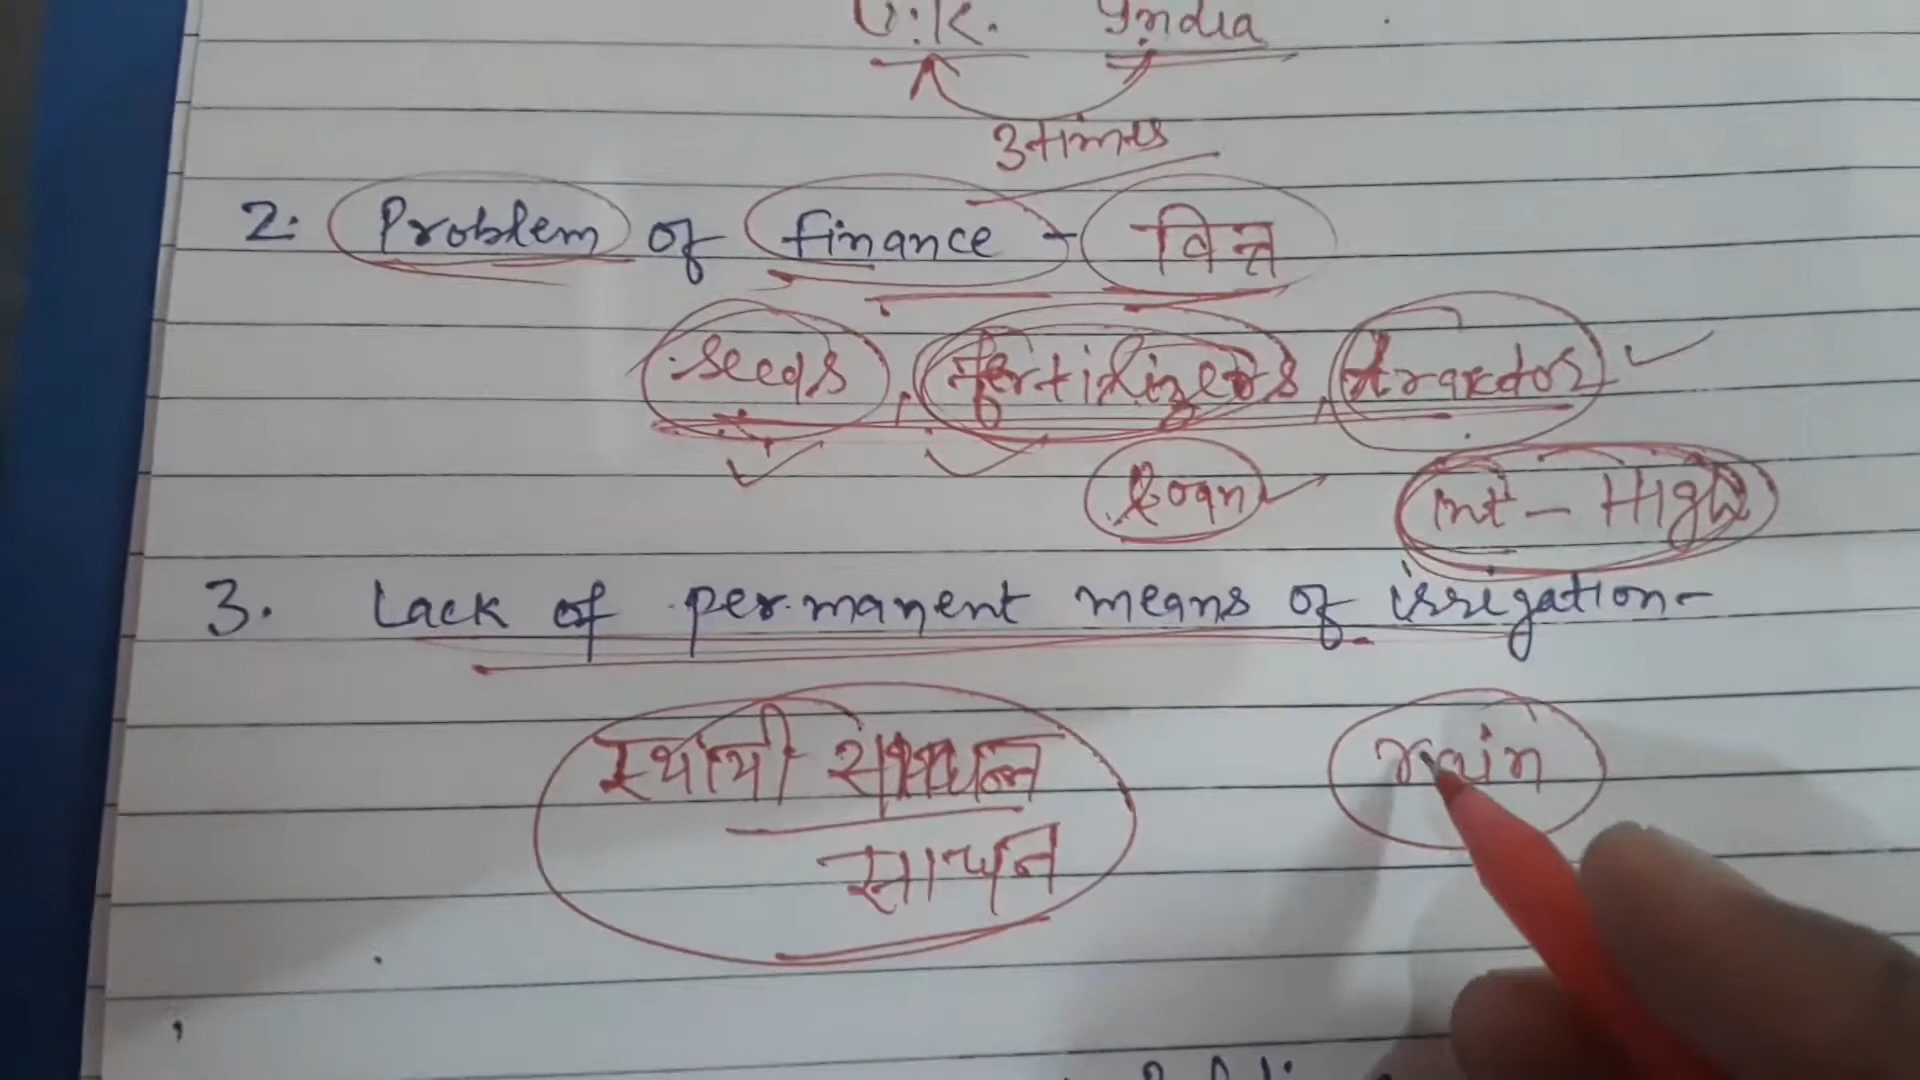 U.K. India
3 times
2. Problem of finance - वित्त
seeds, fertilizers, traktor
loan Int - High
3. Lack of permanent means of irrigation-
स्थायी rain
साधन